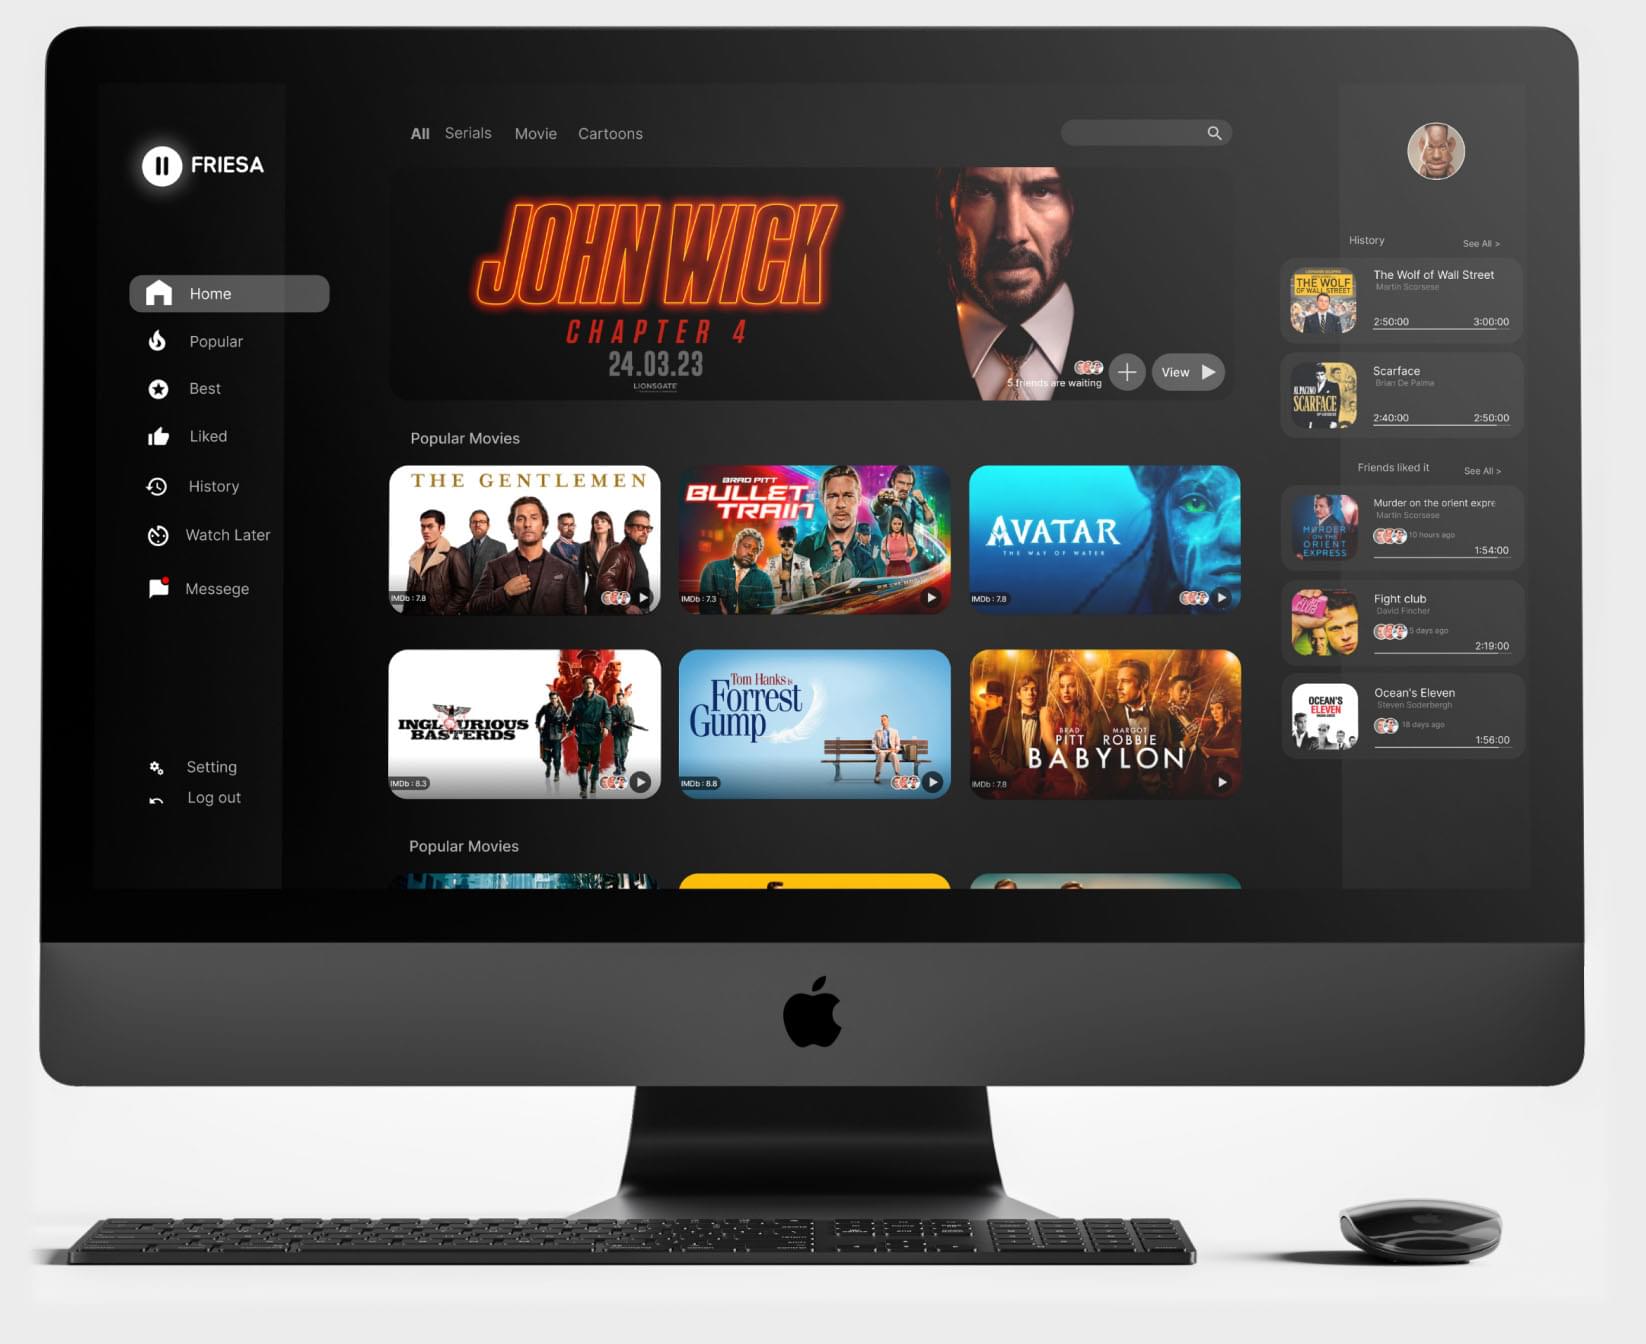 FRIESA
Home
Popular
Best
Liked
History
Watch Later
Messege
Setting
Log out
All Serials Movie Cartoons
JOHN WICK
CHAPTER 4
24.03.23
LIONSGATE
5 friends are waiting
View
Popular Movies
THE GENTLEMEN
IMDb : 7.8
BRAD PITT
BULLET
TRAIN
IMDb : 7.3
AVATAR
THE WAY OF WATER
IMDb : 7.8
INGLOURIOUS
BASTERDS
IMDb : 8.3
Tom Hanks is
Forrest
Gump
IMDb : 8.8
BRAD MARGOT
PITT ROBBIE
BABYLON
IMDb : 7.8
Popular Movies
History
See All >
THE WOLF
OF WALL STREET
The Wolf of Wall Street
Martin Scorsese
2:50:00 3:00:00
AL PACINO
SCARFACE
Scarface
Brian De Palma
2:40:00 2:50:00
Friends liked it
See All >
MURDER
ON THE
ORIENT
EXPRESS
Murder on the orient expre
Martin Scorsese
10 hours ago
1:54:00
CLUB
Fight club
David Fincher
5 days ago
2:19:00
OCEAN'S
ELEVEN
Ocean's Eleven
Steven Soderbergh
18 days ago
1:56:00